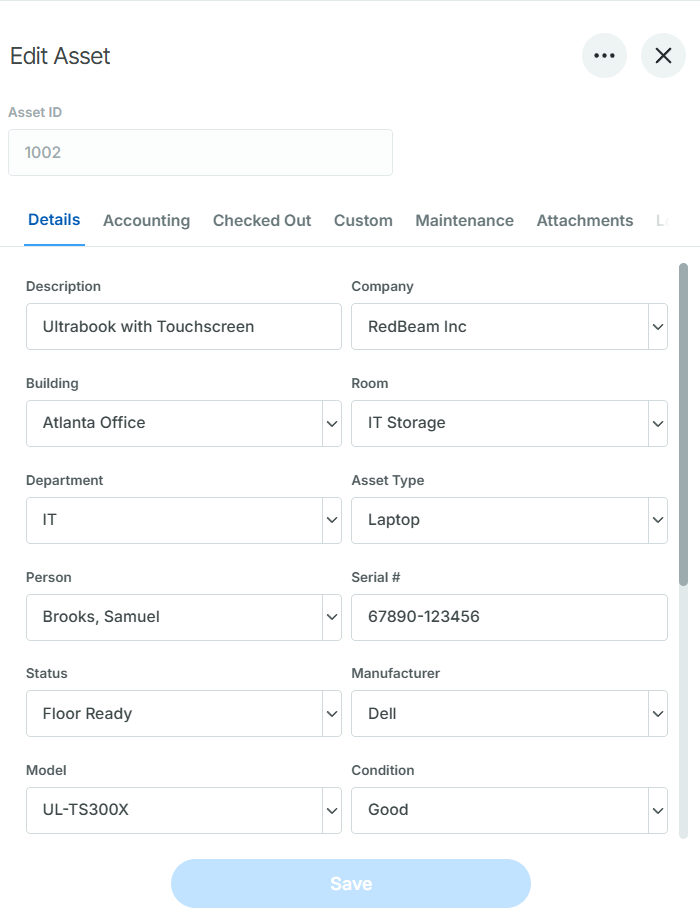 Edit Asset
Asset ID
1002
Details Accounting Checked Out Custom Maintenance Attachments
Description Company
Ultrabook with Touchscreen RedBeam Inc
Building Room
Atlanta Office IT Storage
Department Asset Type
IT Laptop
Person Serial #
Brooks, Samuel 67890-123456
Status Manufacturer
Floor Ready Dell
Model Condition
UL-TS300X Good
Save